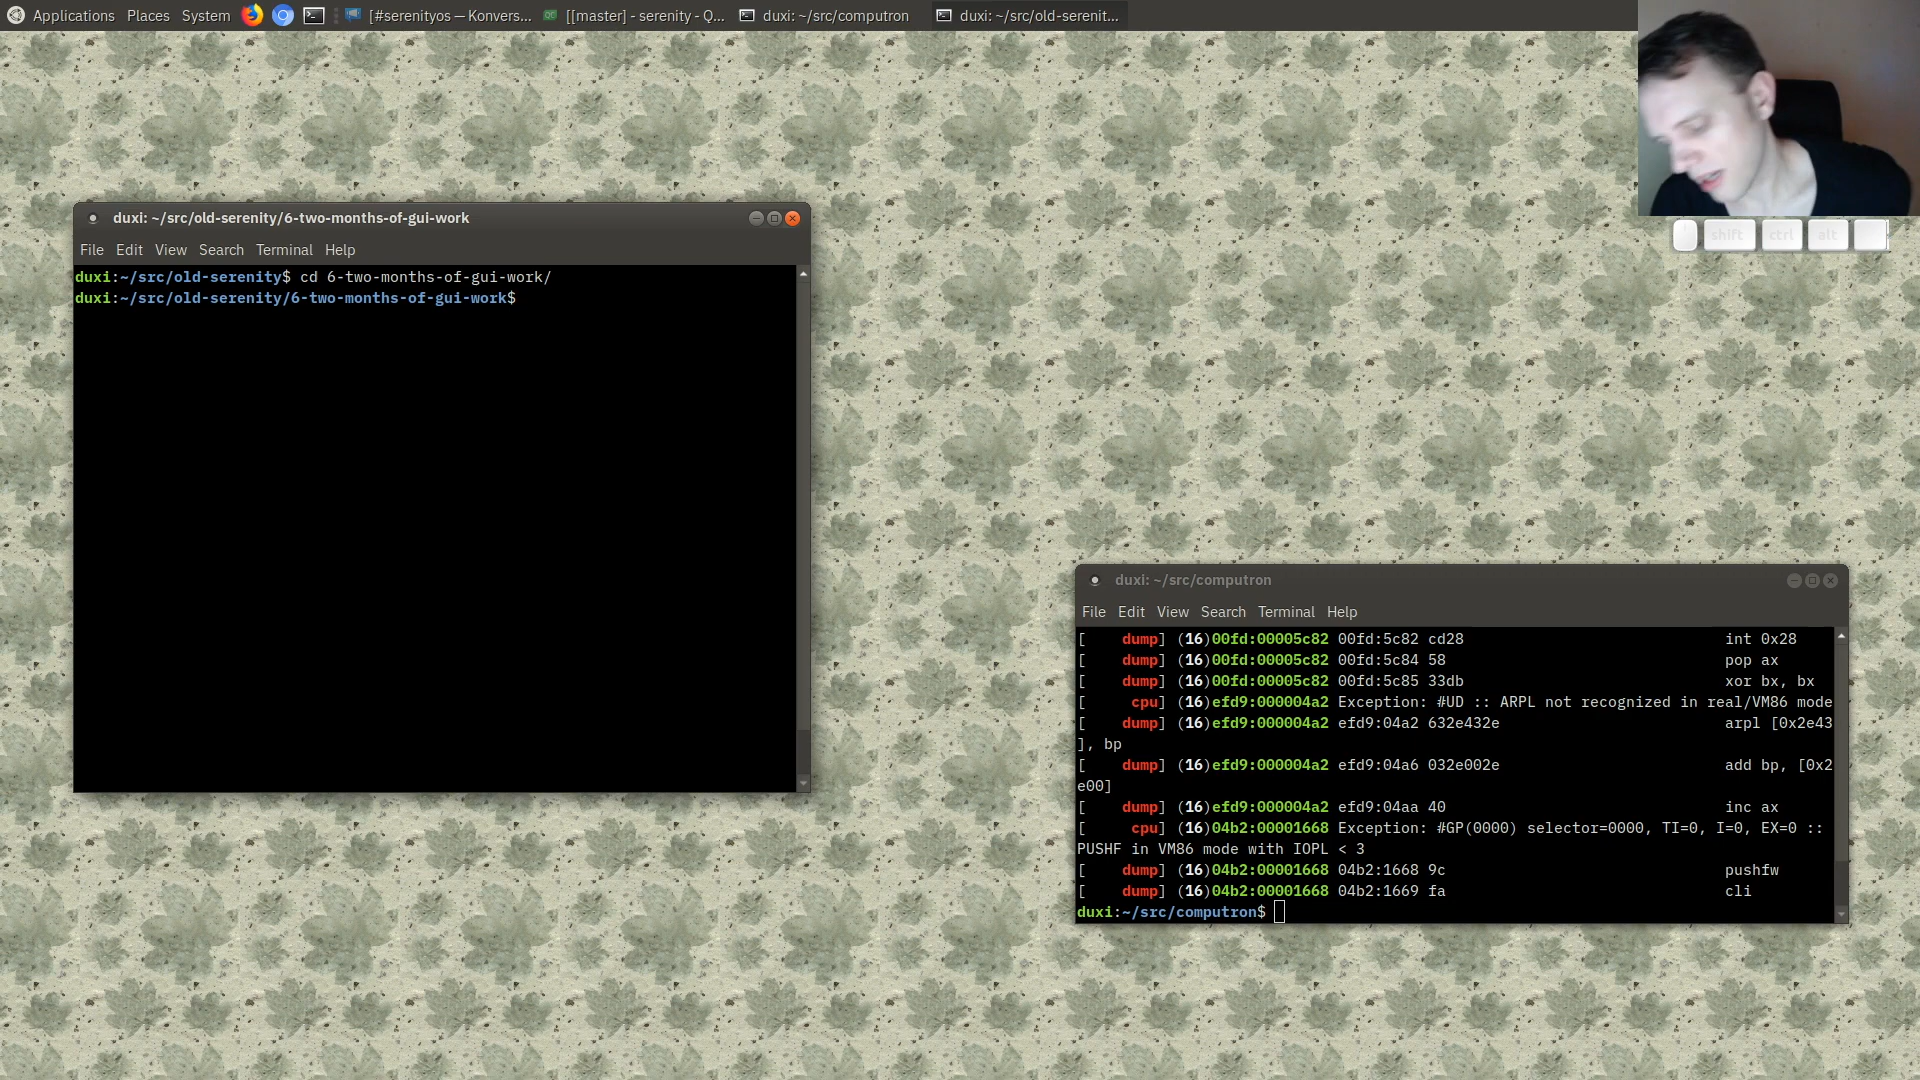 Applications Places System [#serenityos — Konvers... [[master] - serenity - Q... duxi: ~/src/computron duxi: ~/src/old-serenit...
shift ctrl alt
duxi: ~/src/old-serenity/6-two-months-of-gui-work
File Edit View Search Terminal Help
duxi:~/src/old-serenity$ cd 6-two-months-of-gui-work/
duxi:~/src/old-serenity/6-two-months-of-gui-work$
duxi: ~/src/computron
File Edit View Search Terminal Help
[    dump] (16)00fd:00005c82 00fd:5c82 cd28 int 0x28
[    dump] (16)00fd:00005c82 00fd:5c84 58 pop ax
[    dump] (16)00fd:00005c82 00fd:5c85 33db xor bx, bx
[     cpu] (16)efd9:000004a2 Exception: #UD :: ARPL not recognized in real/VM86 mode
[    dump] (16)efd9:000004a2 efd9:04a2 632e432e arpl [0x2e43
], bp
[    dump] (16)efd9:000004a2 efd9:04a6 032e002e add bp, [0x2
e00]
[    dump] (16)efd9:000004a2 efd9:04aa 40 inc ax
[     cpu] (16)04b2:00001668 Exception: #GP(0000) selector=0000, TI=0, I=0, EX=0 ::
PUSHF in VM86 mode with IOPL < 3
[    dump] (16)04b2:00001668 04b2:1668 9c pushfw
[    dump] (16)04b2:00001668 04b2:1669 fa cli
duxi:~/src/computron$